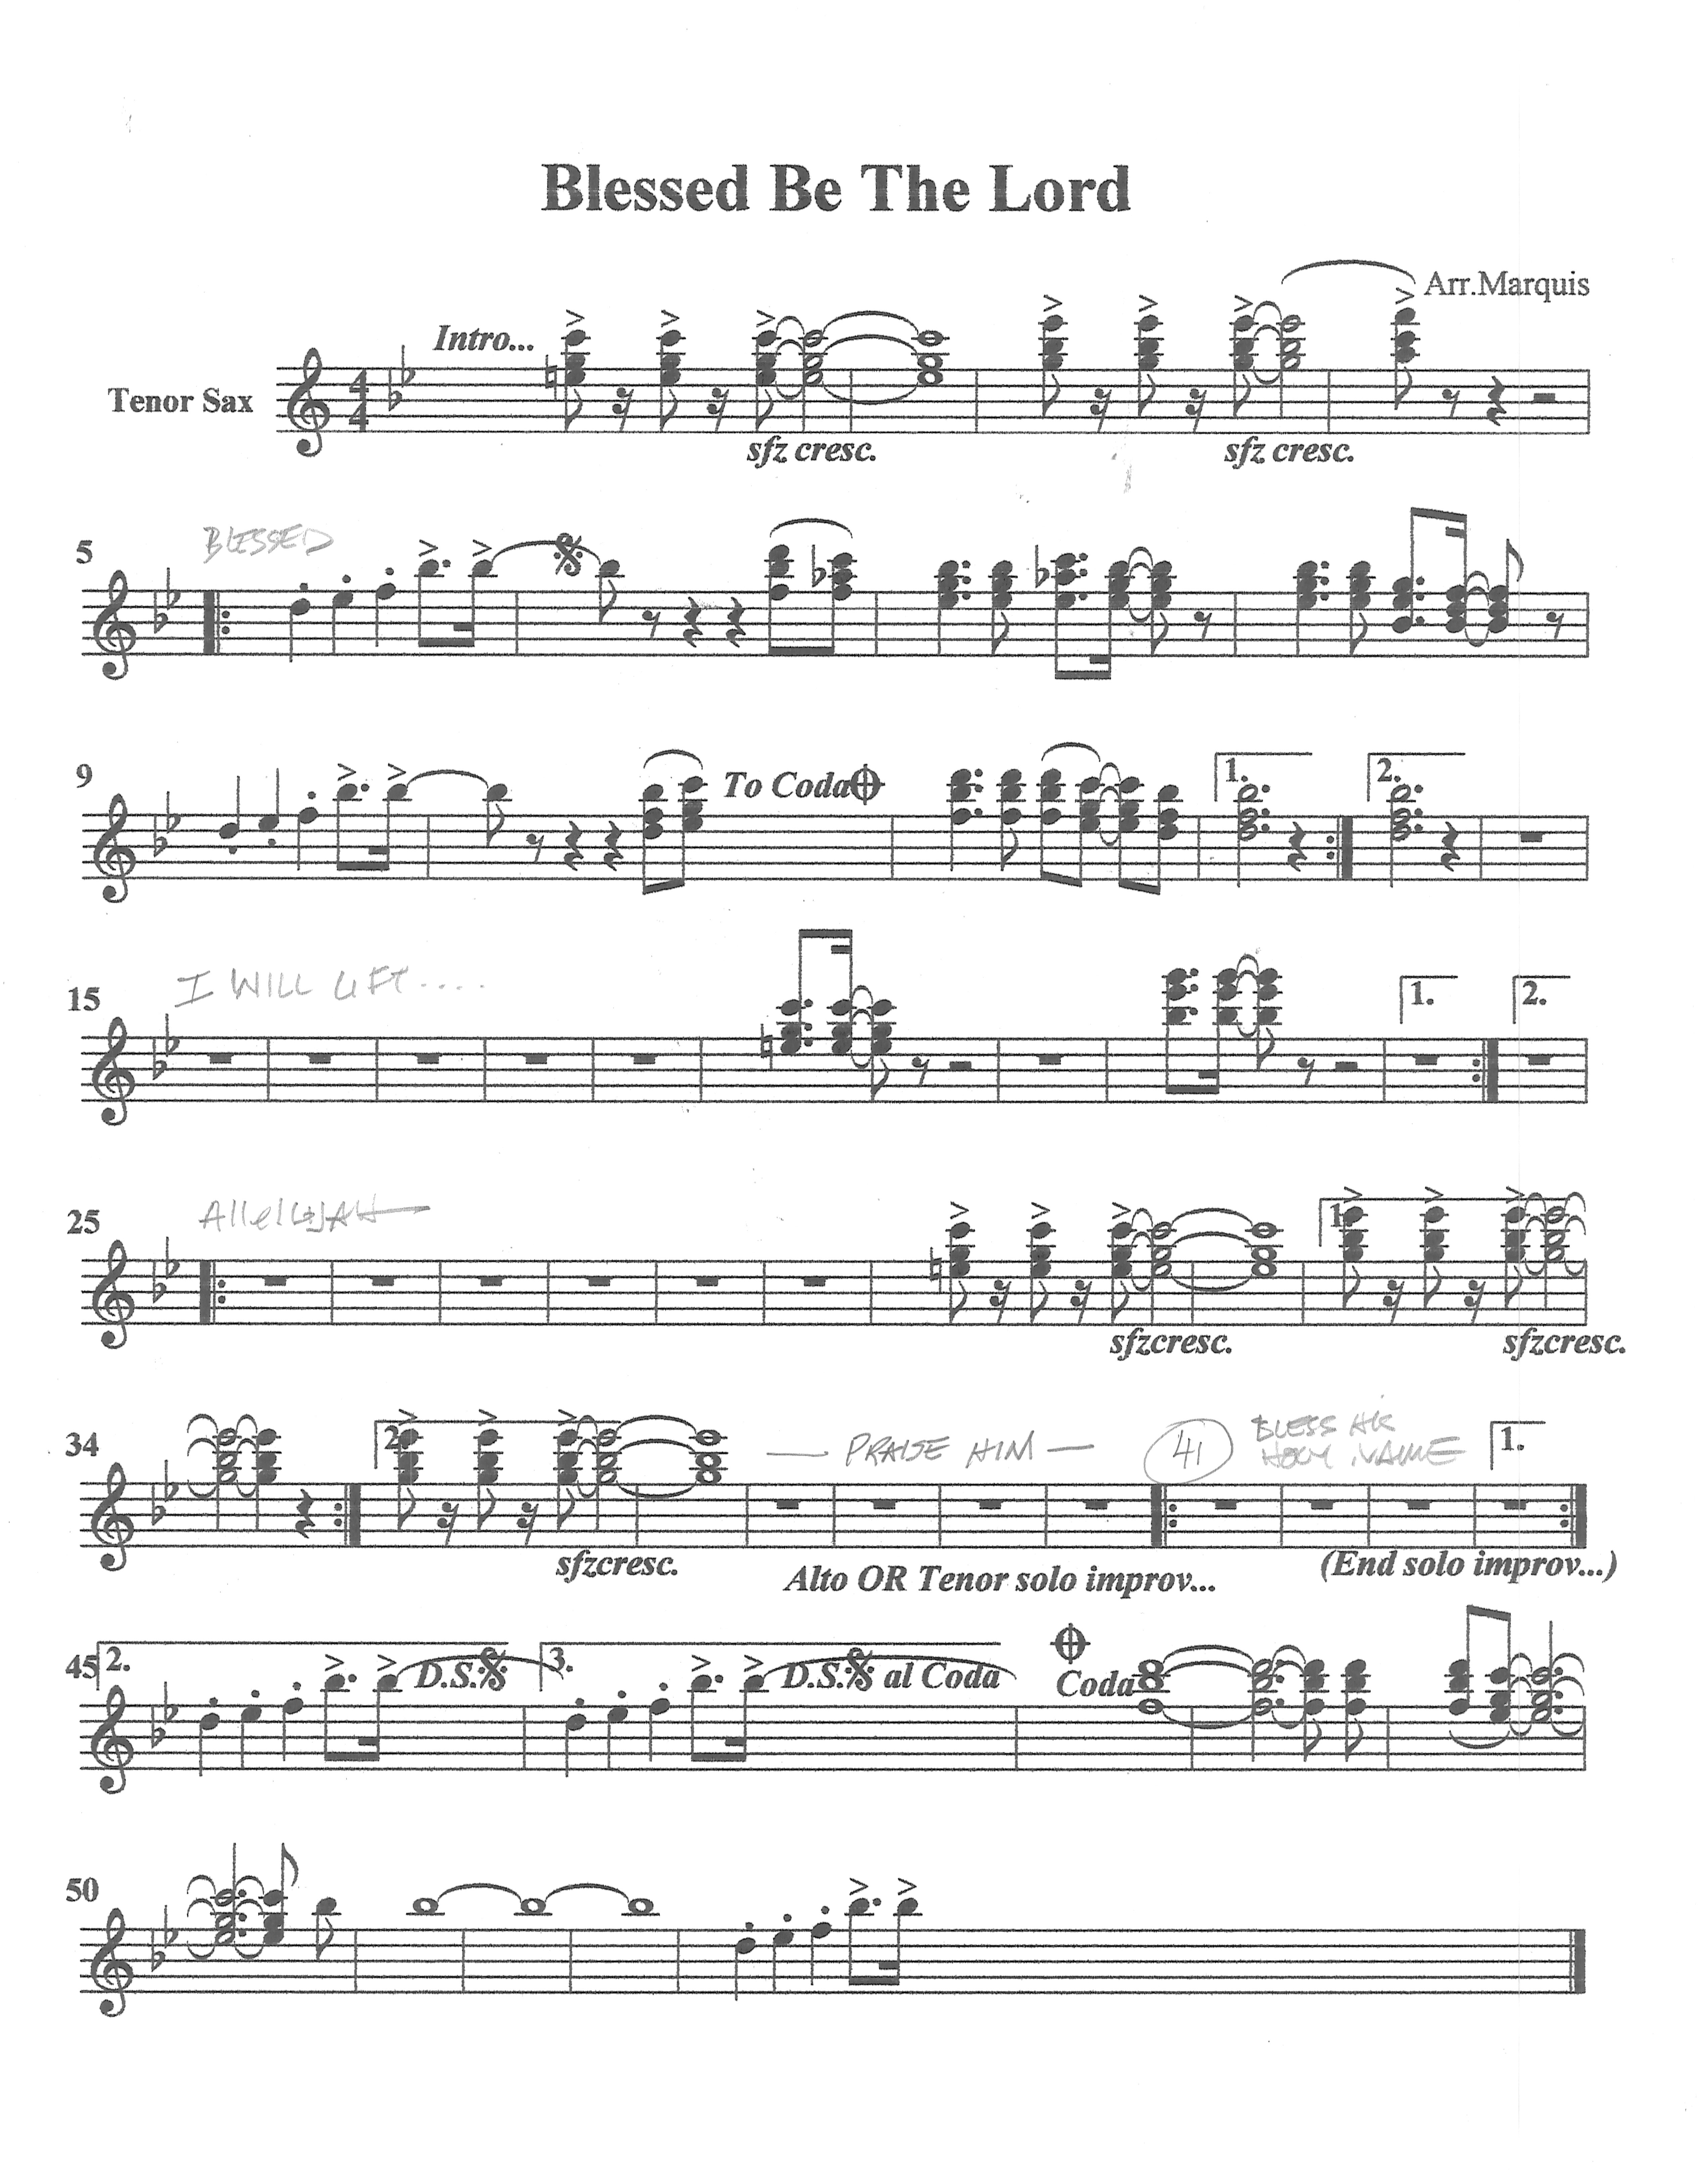 Blessed Be The Lord
Arr.Marquis
Intro...
Tenor Sax
4
4
sfz cresc. sfz cresc.
BLESSED
5
9
To Coda
1. 2.
I WILL LIFT....
15
1. 2.
Allelujah
25
1.
sfzcresc. sfzcresc.
34
2.
PRAISE HIM
41
BLESS HIS
HOLY NAME
1.
sfzcresc.
Alto OR Tenor solo improv...
(End solo improv...)
45
2. D.S. 3. D.S. al Coda
Coda
50